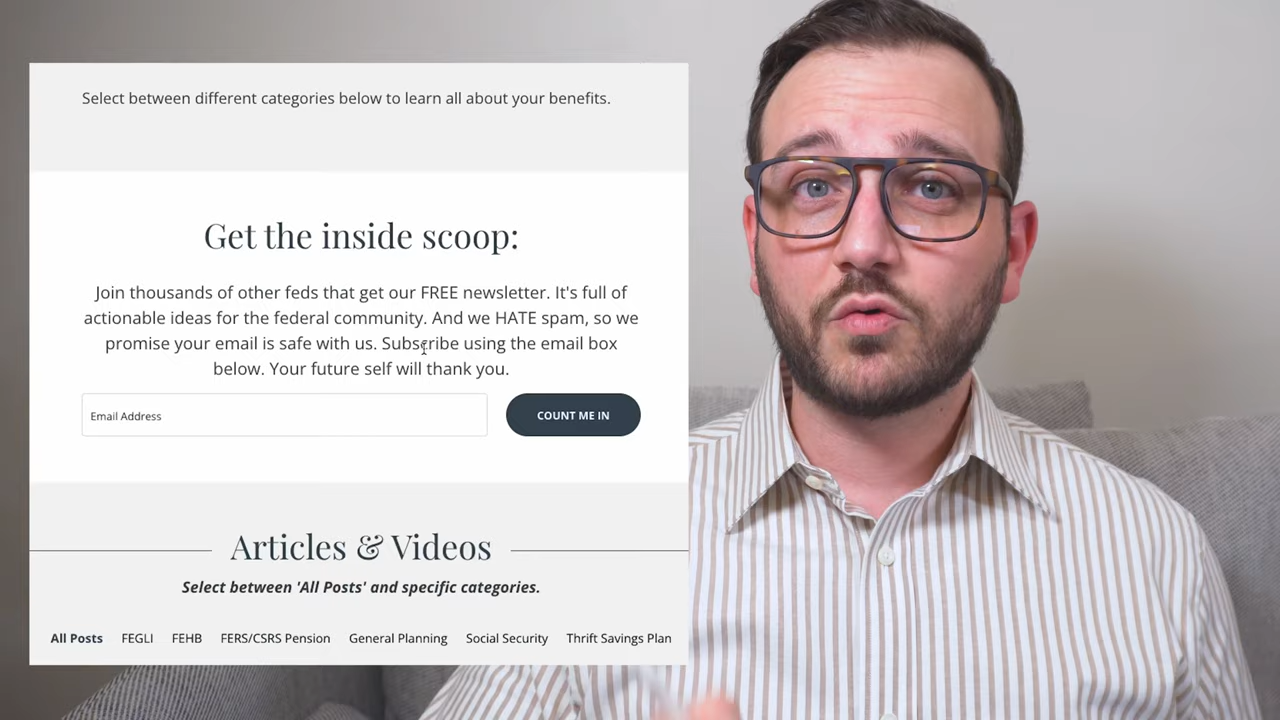 Select between different categories below to learn all about your benefits.
Get the inside scoop:
Join thousands of other feds that get our FREE newsletter. It's full of
actionable ideas for the federal community. And we HATE spam, so we
promise your email is safe with us. Subscribe using the email box
below. Your future self will thank you.
Email Address
COUNT ME IN
Articles & Videos
Select between 'All Posts' and specific categories.
All Posts FEGLI FEHB FERS/CSRS Pension General Planning Social Security Thrift Savings Plan